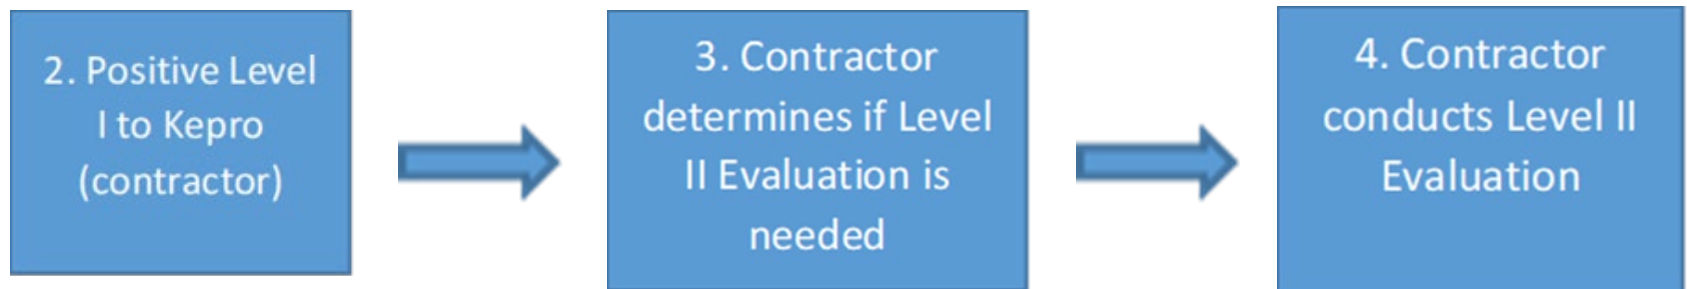 2. Positive Level
I to Kepro
(contractor)
3. Contractor
determines if Level
II Evaluation is
needed
4. Contractor
conducts Level II
Evaluation